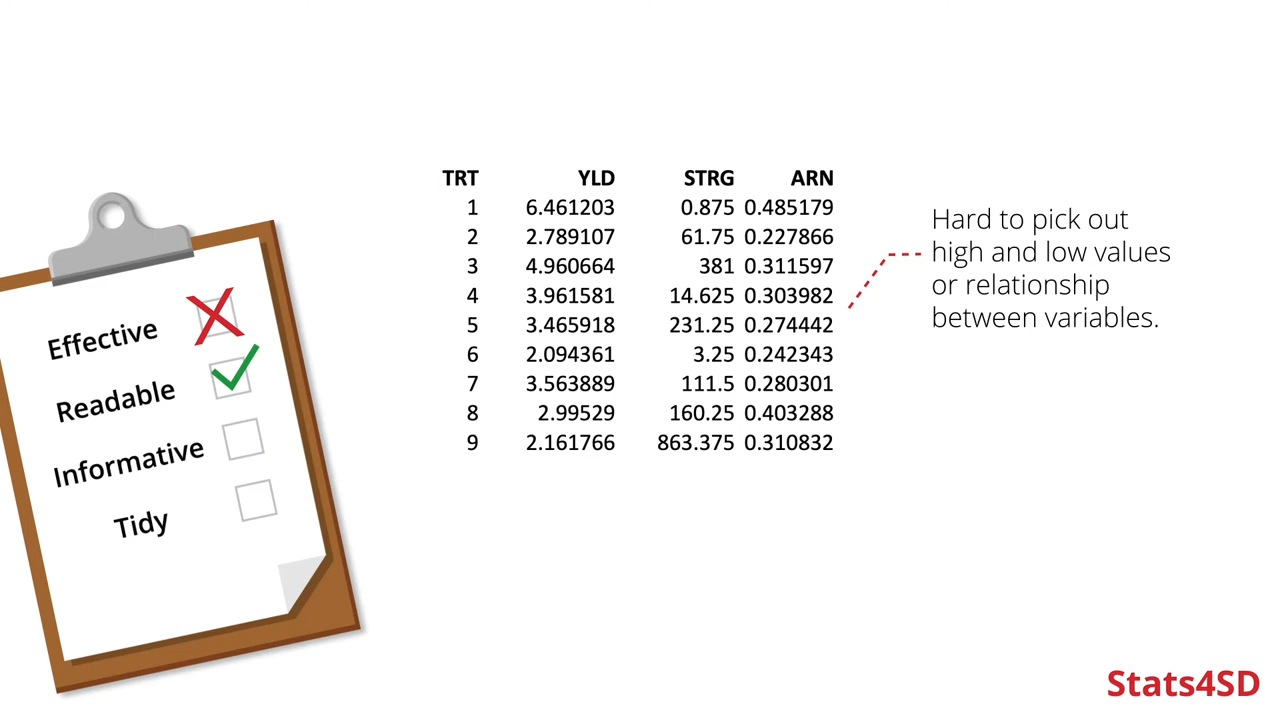 Effective
Readable
Informative
Tidy
TRT YLD STRG ARN
1 6.461203 0.875 0.485179
2 2.789107 61.75 0.227866
3 4.960664 381 0.311597
4 3.961581 14.625 0.303982
5 3.465918 231.25 0.274442
6 2.094361 3.25 0.242343
7 3.563889 111.5 0.280301
8 2.99529 160.25 0.403288
9 2.161766 863.375 0.310832
Hard to pick out
high and low values
or relationship
between variables.
Stats4SD